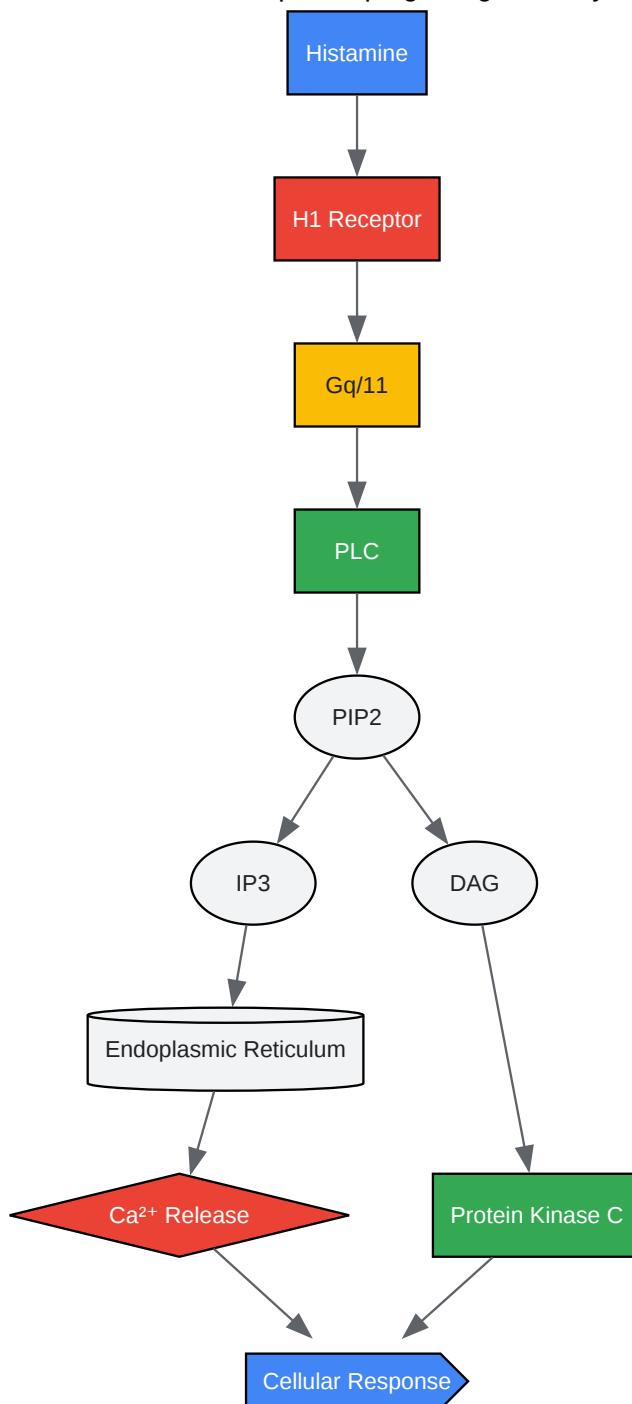 Histamine
H1 Receptor
Gq/11
PLC
PIP2
IP3
DAG
Endoplasmic Reticulum
Ca²⁺ Release
Protein Kinase C
Cellular Response